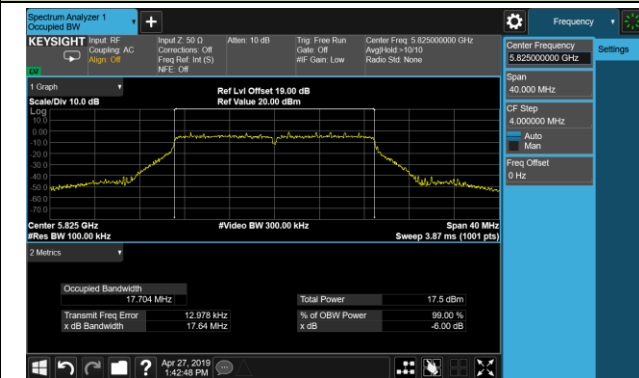 Spectrum Analyzer 1
Occupied BW
Frequency
KEYSIGHT
Input: RF
Coupling: AC
Align: Off
Input Z: 50 Ω
Corrections: Off
Freq Ref: Int (S)
NFE: Off
Atten: 10 dB
Trig: Free Run
Gate: Off
#IF Gain: Low
Center Freq: 5.825000000 GHz
Avg|Hold:>10/10
Radio Std: None
Center Frequency
5.825000000 GHz
Settings
Span
40.000 MHz
CF Step
4.000000 MHz
Auto
Man
Freq Offset
0 Hz
1 Graph
Scale/Div 10.0 dB
Ref Lvl Offset 19.00 dB
Ref Value 20.00 dBm
Log
10.0
0.00
-10.0
-20.0
-30.0
-40.0
-50.0
-60.0
-70.0
Center 5.825 GHz
#Res BW 100.00 kHz
#Video BW 300.00 kHz
Span 40 MHz
Sweep 3.87 ms (1001 pts)
2 Metrics
Occupied Bandwidth
17.704 MHz
Total Power 17.5 dBm
Transmit Freq Error 12.978 kHz
% of OBW Power 99.00 %
x dB Bandwidth 17.64 MHz
x dB -6.00 dB
?
Apr 27, 2019
1:42:48 PM